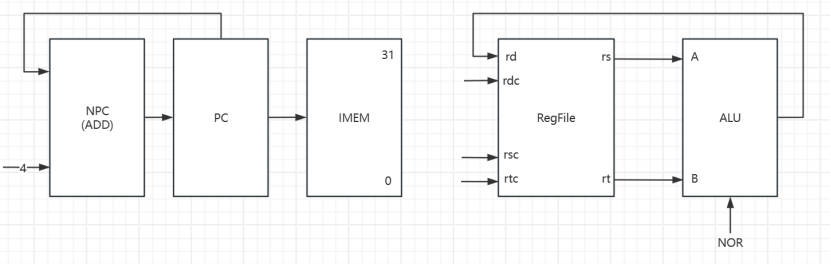 4
NPC
(ADD)
PC
31
IMEM
0
rd
rdc
rsc
rtc
RegFile
rs
rt
A
B
ALU
NOR